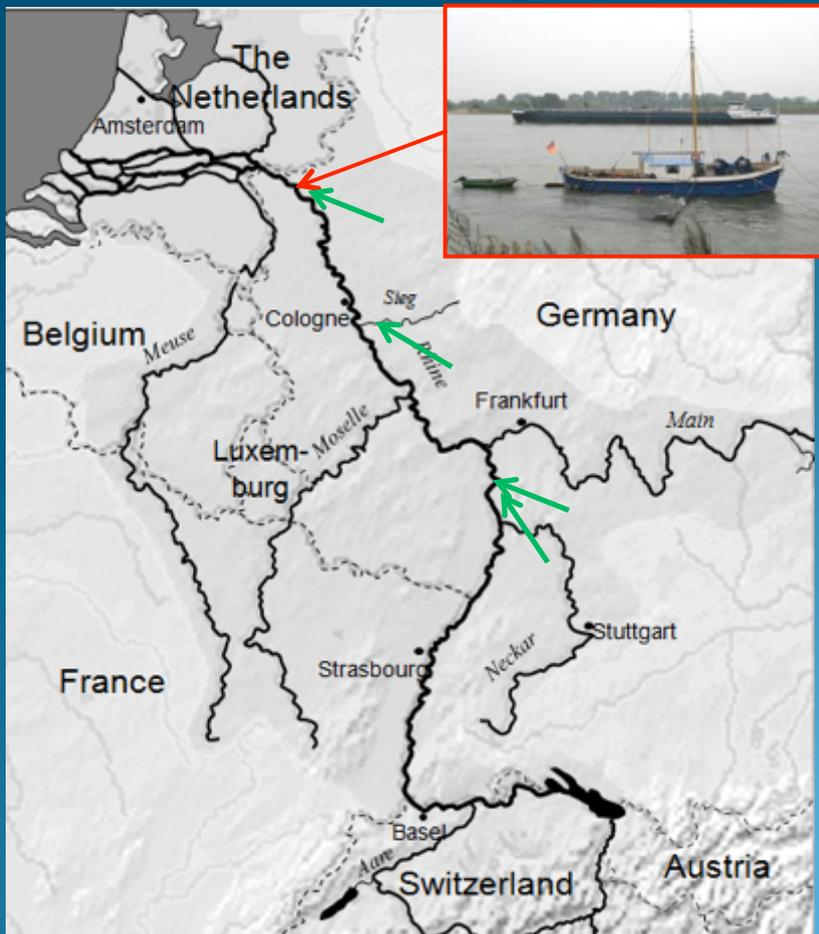 The
Netherlands
Amsterdam
Sieg
Cologne
Belgium
Germany
Meuse
Rhine
Frankfurt
Main
Moselle
Luxem-
burg
Stuttgart
Neckar
Strasbourg
France
Basel
Aare
Switzerland
Austria